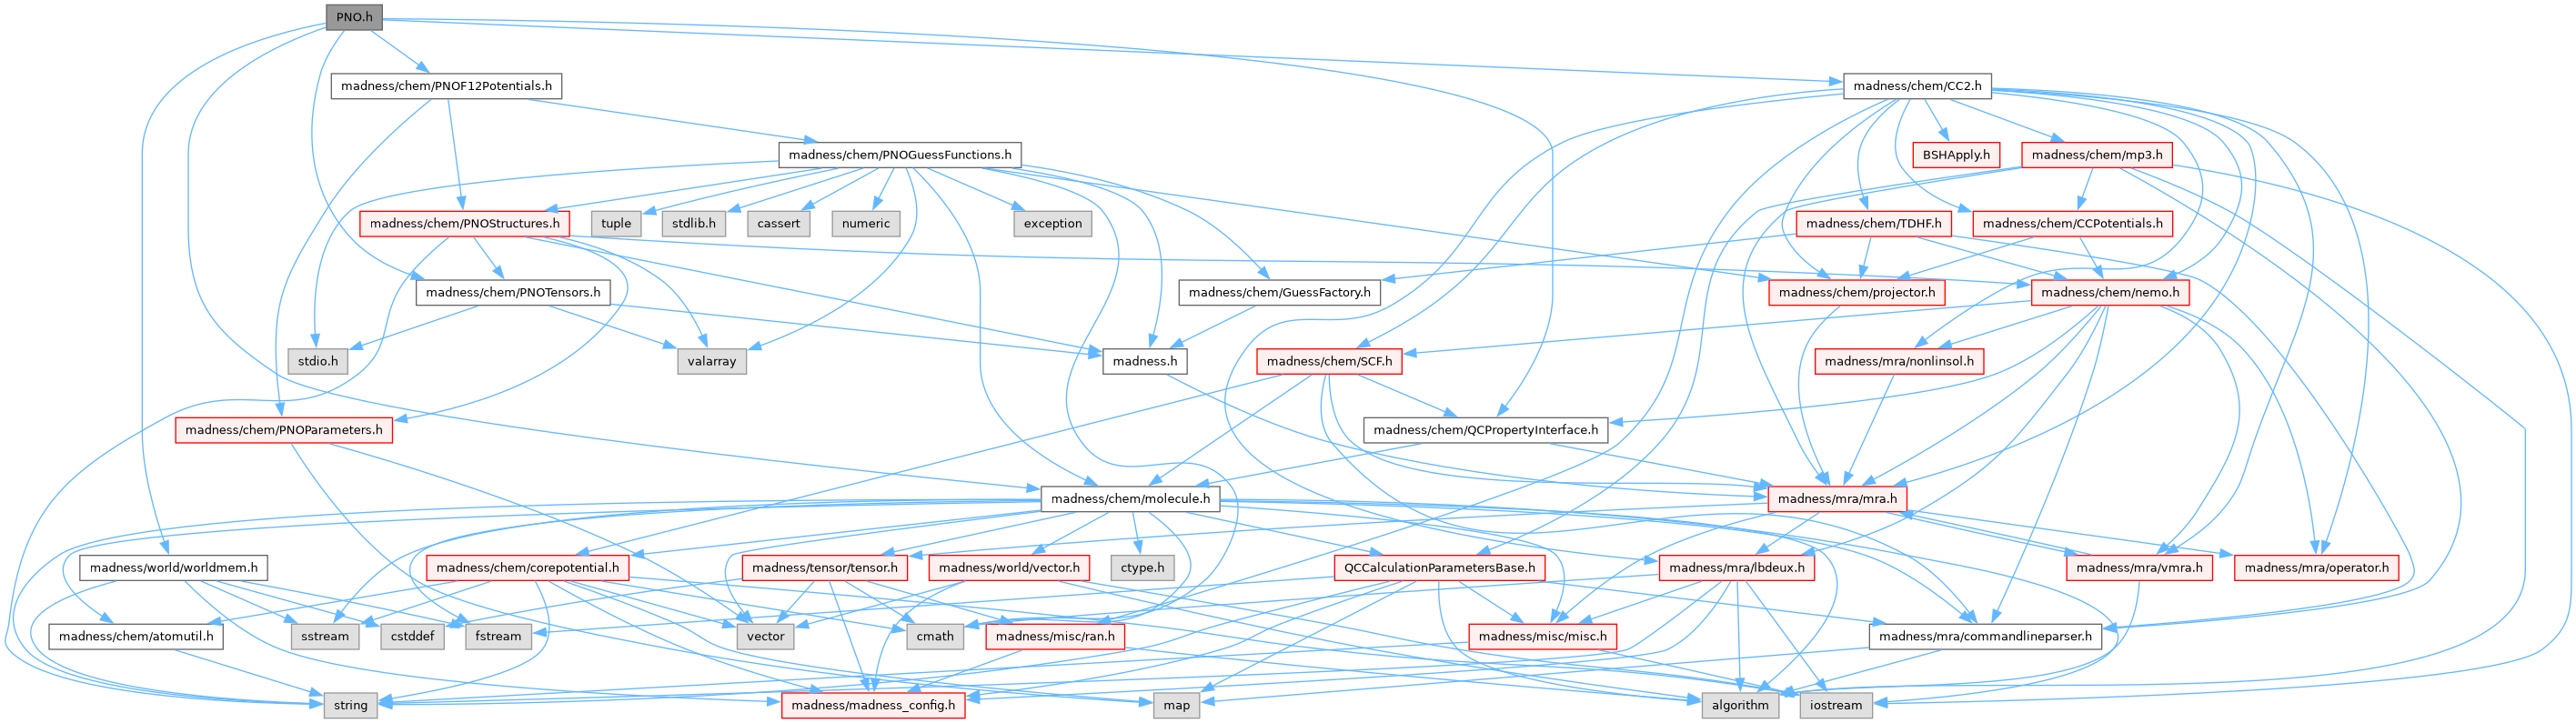 PNO.h
madness/chem/PNOF12Potentials.h
madness/chem/CC2.h
madness/chem/PNOGuessFunctions.h
BSHApply.h
madness/chem/mp3.h
madness/chem/PNOStructures.h
tuple
stdlib.h
cassert
numeric
exception
madness/chem/TDHF.h
madness/chem/CCPotentials.h
madness/chem/PNOTensors.h
madness/chem/GuessFactory.h
madness/chem/projector.h
madness/chem/nemo.h
stdio.h
valarray
madness.h
madness/chem/SCF.h
madness/mra/nonlinsol.h
madness/chem/PNOParameters.h
madness/chem/QCPropertyInterface.h
madness/chem/molecule.h
madness/mra/mra.h
madness/world/worldmem.h
madness/chem/corepotential.h
madness/tensor/tensor.h
madness/world/vector.h
ctype.h
QCCalculationParametersBase.h
madness/mra/lbdeux.h
madness/mra/vmra.h
madness/mra/operator.h
madness/chem/atomutil.h
sstream
cstddef
fstream
vector
cmath
madness/misc/ran.h
madness/misc/misc.h
madness/mra/commandlineparser.h
string
madness/madness_config.h
map
algorithm
iostream